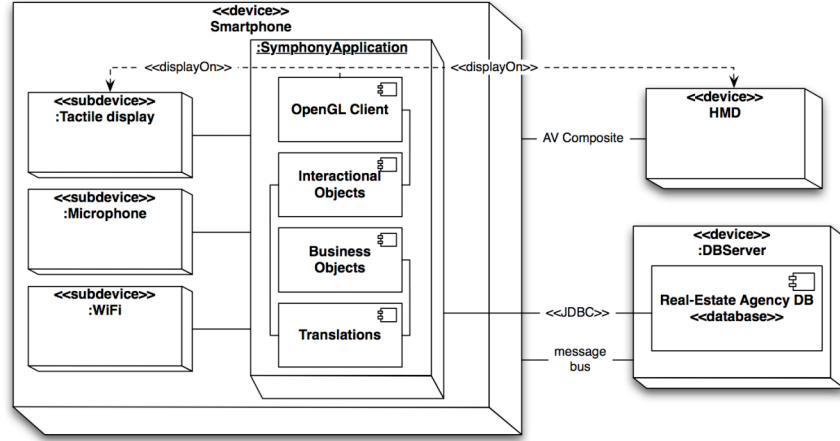 <<device>>
Smartphone
:SymphonyApplication
<<displayOn>>
<<displayOn>>
<<subdevice>>
:Tactile display
OpenGL Client
<<device>>
HMD
AV Composite
Interactional
Objects
<<subdevice>>
:Microphone
Business
Objects
<<device>>
:DBServer
Real-Estate Agency DB
<<database>>
<<subdevice>>
:WiFi
Translations
<<JDBC>>
message
bus